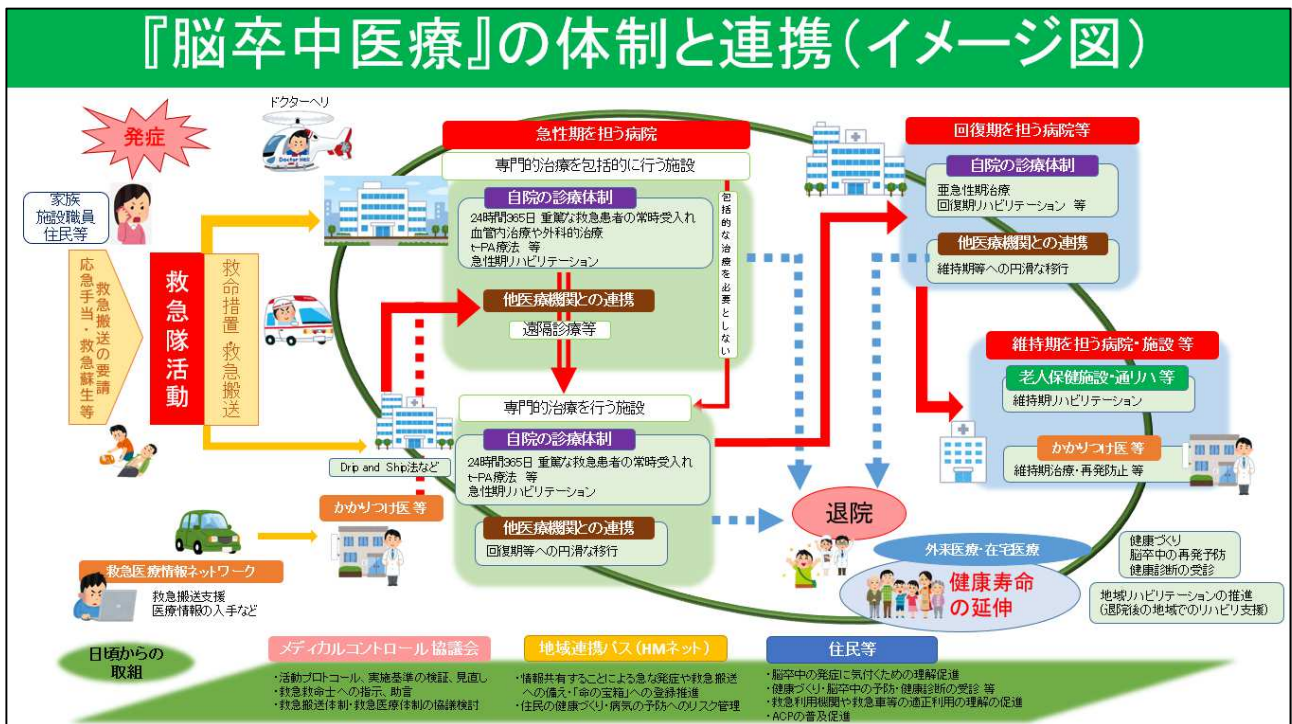 『脳卒中医療』の体制と連携（イメージ図）
発症
ドクターヘリ
家族
施設職員
住民等
救急搬送の要請
応急手当・救急蘇生等
救急隊活動
救命措置・救急搬送
急性期を担う病院
専門的治療を包括的に行う施設
自院の診療体制
24時間365日 重篤な救急患者の常時受入れ
血管内治療や外科的治療
t-PA療法 等
急性期リハビリテーション
他医療機関との連携
遠隔診療等
包括的な治療を必要としない
専門的治療を行う施設
自院の診療体制
24時間365日 重篤な救急患者の常時受入れ
t-PA療法 等
急性期リハビリテーション
他医療機関との連携
回復期等への円滑な移行
Drip and Ship法など
かかりつけ医 等
救急医療情報ネットワーク
救急搬送支援
医療情報の入手など
回復期を担う病院等
自院の診療体制
亜急性期治療
回復期リハビリテーション 等
他医療機関との連携
維持期等への円滑な移行
維持期を担う病院・施設 等
老人保健施設・通リハ 等
維持期リハビリテーション
かかりつけ医 等
維持期治療・再発防止 等
退院
外来医療・在宅医療
健康寿命
の延伸
健康づくり
脳卒中の再発予防
健康診断の受診
地域リハビリテーションの推進
（退院後の地域でのリハビリ支援）
日頃からの
取組
メディカルコントロール協議会
・活動プロトコール、実施基準の検証、見直し
・救急救命士への指示、助言
・救急搬送体制・救急医療体制の協議検討
地域連携パス（HMネット）
・情報共有することによる急な発症や救急搬送
への備え・「命の宝箱」への登録推進
・住民の健康づくり・病気の予防へのリスク管理
住民等
・脳卒中の発症に気付くための理解促進
・健康づくり・脳卒中の予防・健康診断の受診 等
・救急利用機関や救急車等の適正利用の理解の促進
・ACPの普及促進